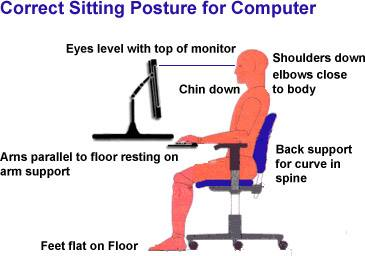 Correct Sitting Posture for Computer
Eyes level with top of monitor
Shoulders down
elbows close
to body
Chin down
Arns parallel to floor resting on
arm support
Back support
for curve in
spine
Feet flat on Floor